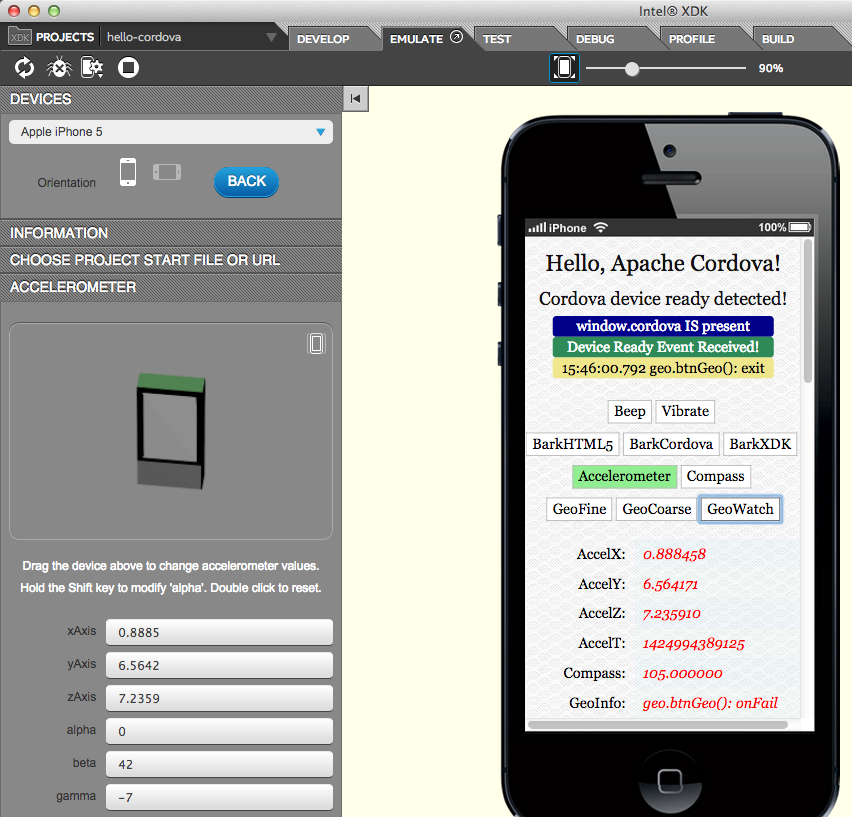 Intel® XDK
XDK PROJECTS hello-cordova
DEVELOP EMULATE TEST DEBUG PROFILE BUILD
90%
DEVICES
Apple iPhone 5
Orientation
BACK
INFORMATION
CHOOSE PROJECT START FILE OR URL
ACCELEROMETER
Drag the device above to change accelerometer values.
Hold the Shift key to modify 'alpha'. Double click to reset.
xAxis 0.8885
yAxis 6.5642
zAxis 7.2359
alpha 0
beta 42
gamma -7
iPhone 100%
Hello, Apache Cordova!
Cordova device ready detected!
window.cordova IS present
Device Ready Event Received!
15:46:00.792 geo.btnGeo(): exit
Beep Vibrate
BarkHTML5 BarkCordova BarkXDK
Accelerometer Compass
GeoFine GeoCoarse GeoWatch
AccelX: 0.888458
AccelY: 6.564171
AccelZ: 7.235910
AccelT: 1424994389125
Compass: 105.000000
GeoInfo: geo.btnGeo(): onFail